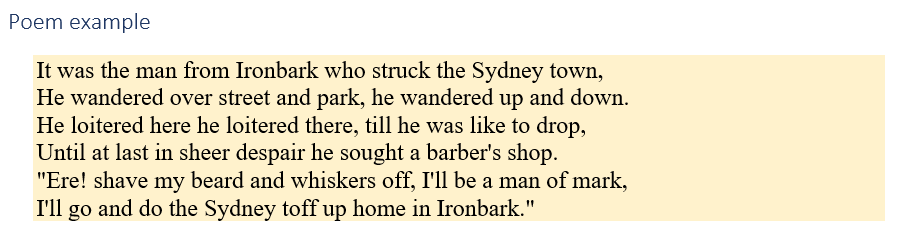 Poem example
It was the man from Ironbark who struck the Sydney town,
He wandered over street and park, he wandered up and down.
He loitered here he loitered there, till he was like to drop,
Until at last in sheer despair he sought a barber's shop.
"Ere! shave my beard and whiskers off, I'll be a man of mark,
I'll go and do the Sydney toff up home in Ironbark."